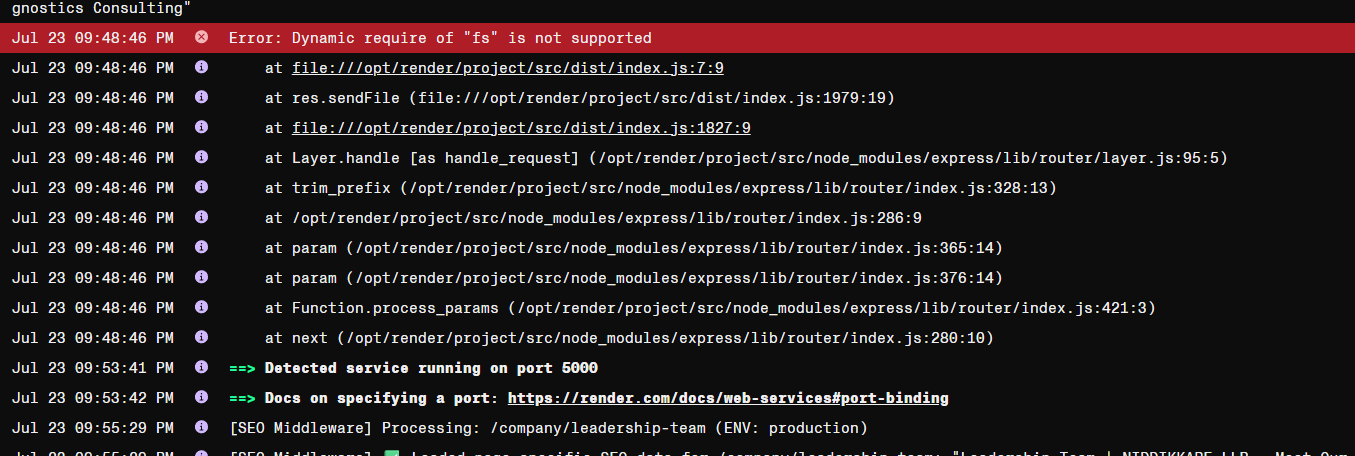 gnostics Consulting"
Jul 23 09:48:46 PM Error: Dynamic require of "fs" is not supported
Jul 23 09:48:46 PM i at file:///opt/render/project/src/dist/index.js:7:9
Jul 23 09:48:46 PM i at res.sendFile (file:///opt/render/project/src/dist/index.js:1979:19)
Jul 23 09:48:46 PM i at file:///opt/render/project/src/dist/index.js:1827:9
Jul 23 09:48:46 PM i at Layer.handle [as handle_request] (/opt/render/project/src/node_modules/express/lib/router/layer.js:95:5)
Jul 23 09:48:46 PM i at trim_prefix (/opt/render/project/src/node_modules/express/lib/router/index.js:328:13)
Jul 23 09:48:46 PM i at /opt/render/project/src/node_modules/express/lib/router/index.js:286:9
Jul 23 09:48:46 PM i at param (/opt/render/project/src/node_modules/express/lib/router/index.js:365:14)
Jul 23 09:48:46 PM i at param (/opt/render/project/src/node_modules/express/lib/router/index.js:376:14)
Jul 23 09:48:46 PM i at Function.process_params (/opt/render/project/src/node_modules/express/lib/router/index.js:421:3)
Jul 23 09:48:46 PM i at next (/opt/render/project/src/node_modules/express/lib/router/index.js:280:10)
Jul 23 09:53:41 PM i ==> Detected service running on port 5000
Jul 23 09:53:42 PM i ==> Docs on specifying a port: https://render.com/docs/web-services#port-binding
Jul 23 09:55:29 PM i [SEO Middleware] Processing: /company/leadership-team (ENV: production)